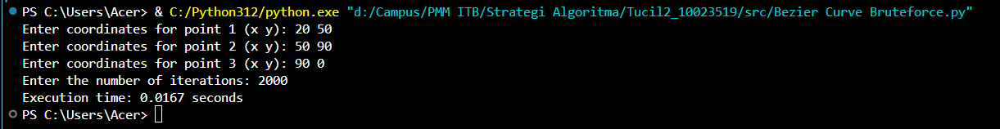 PS C:\Users\Acer> & C:/Python312/python.exe "d:/Campus/PMM ITB/Strategi Algoritma/Tucil2_10023519/src/Bezier Curve Bruteforce.py"
Enter coordinates for point 1 (x y): 20 50
Enter coordinates for point 2 (x y): 50 90
Enter coordinates for point 3 (x y): 90 0
Enter the number of iterations: 2000
Execution time: 0.0167 seconds
PS C:\Users\Acer>